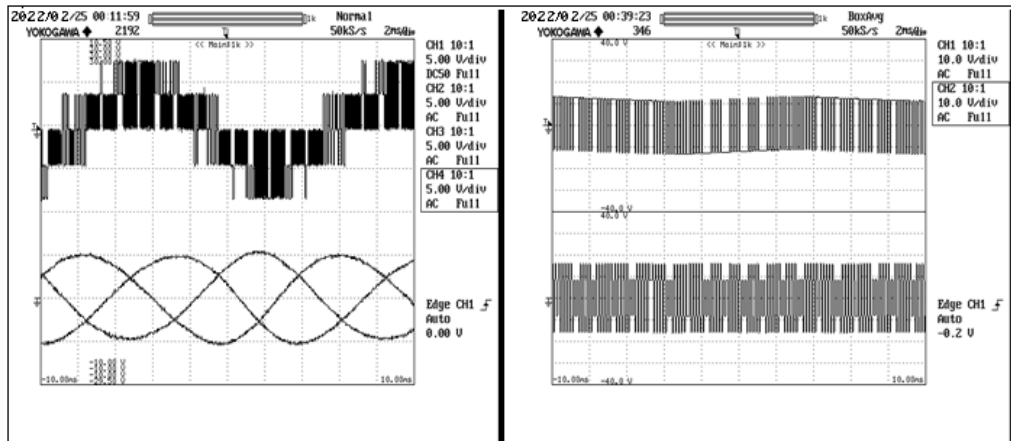 2022/02/25 00:11:59
Normal
YOKOGAWA ◆ 2192
50kS/s 2ms/div
<< Main:1k >>
CH1 10:1
5.00 V/div
DC50 Full
CH2 10:1
5.00 V/div
AC Full
CH3 10:1
5.00 V/div
AC Full
CH4 10:1
5.00 V/div
AC Full
Edge CH1
Auto
0.00 V
-10.00ms
10.00ms
2022/02/25 00:39:23
1k
BoxAvg
YOKOGAWA ◆ 346
50kS/s 2ms/div
40.0 V
<< Main:1k >>
CH1 10:1
10.0 V/div
AC Full
CH2 10:1
10.0 V/div
AC Full
-40.0 V
40.0 V
Edge CH1
Auto
-0.2 V
-10.00ms
-40.0 V
10.00ms